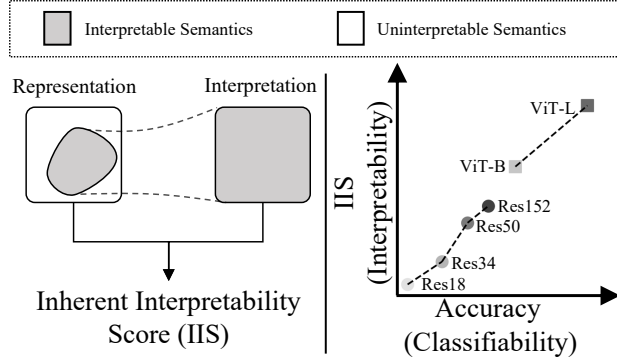 Interpretable Semantics
Uninterpretable Semantics
Representation
Interpretation
Inherent Interpretability
Score (IIS)
IIS
(Interpretability)
ViT-L
ViT-B
Res152
Res50
Res34
Res18
Accuracy
(Classifiability)